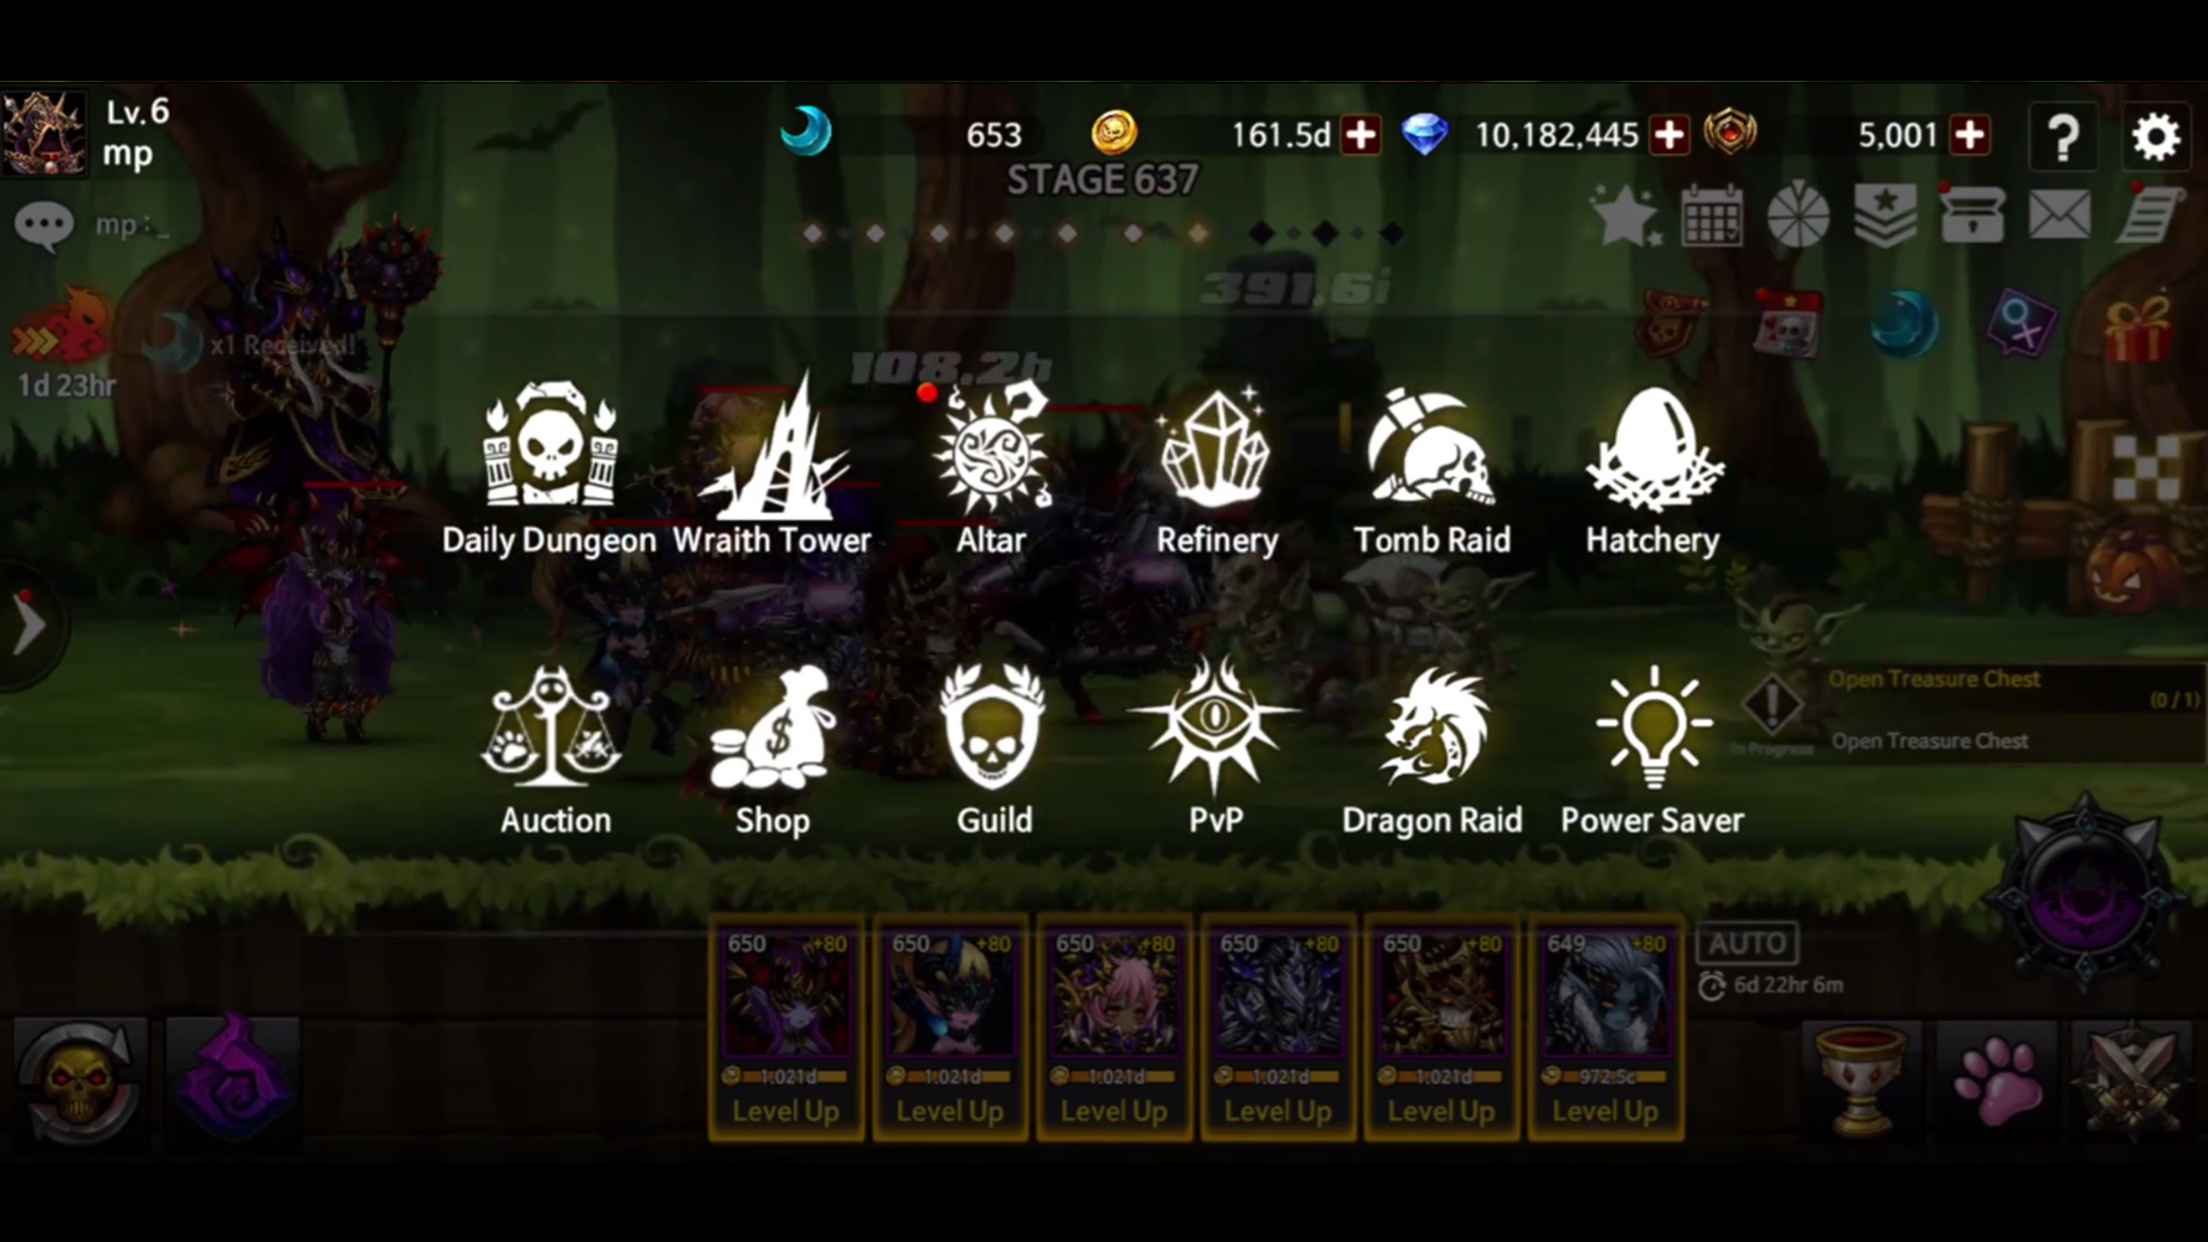 Lv.6
mp
653
161.5d
10,182,445
5,001
?
STAGE 637
mp :_
391.6i
x1 Received!
1d 23hr
108.2h
Daily Dungeon
Wraith Tower
Altar
Refinery
Tomb Raid
Hatchery
Open Treasure Chest
(0 / 1)
In Progress
Open Treasure Chest
Auction
Shop
Guild
PvP
Dragon Raid
Power Saver
650 +80
650 +80
650 +80
650 +80
650 +80
649 +80
AUTO
6d 22hr 6m
1.021d
1.021d
1.021d
1.021d
1.021d
972.5c
Level Up
Level Up
Level Up
Level Up
Level Up
Level Up